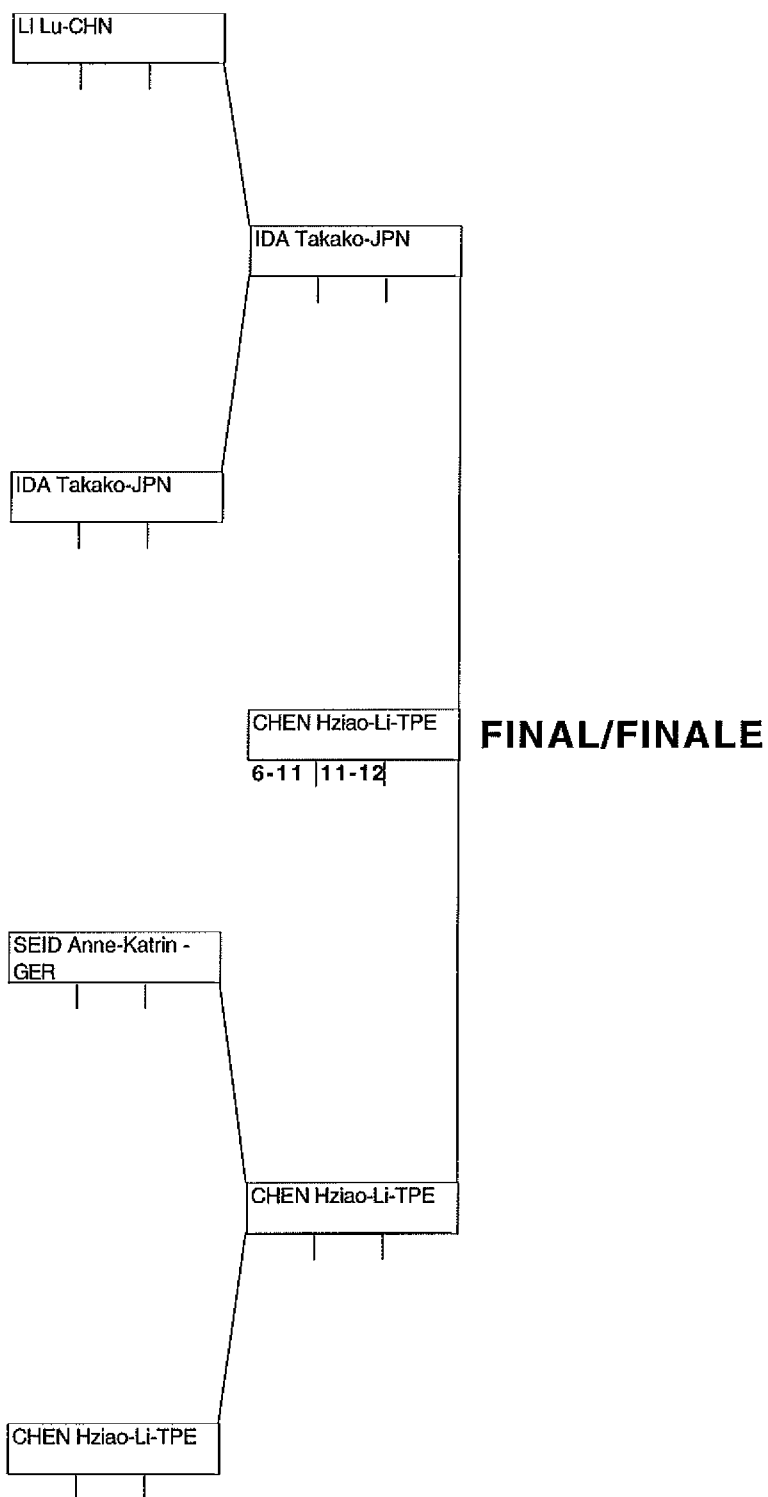 LI Lu-CHN
IDA Takako-JPN
IDA Takako-JPN
CHEN Hziao-Li-TPE
FINAL/FINALE
6-11 11-12
SEID Anne-Katrin -
GER
CHEN Hziao-Li-TPE
CHEN Hziao-Li-TPE